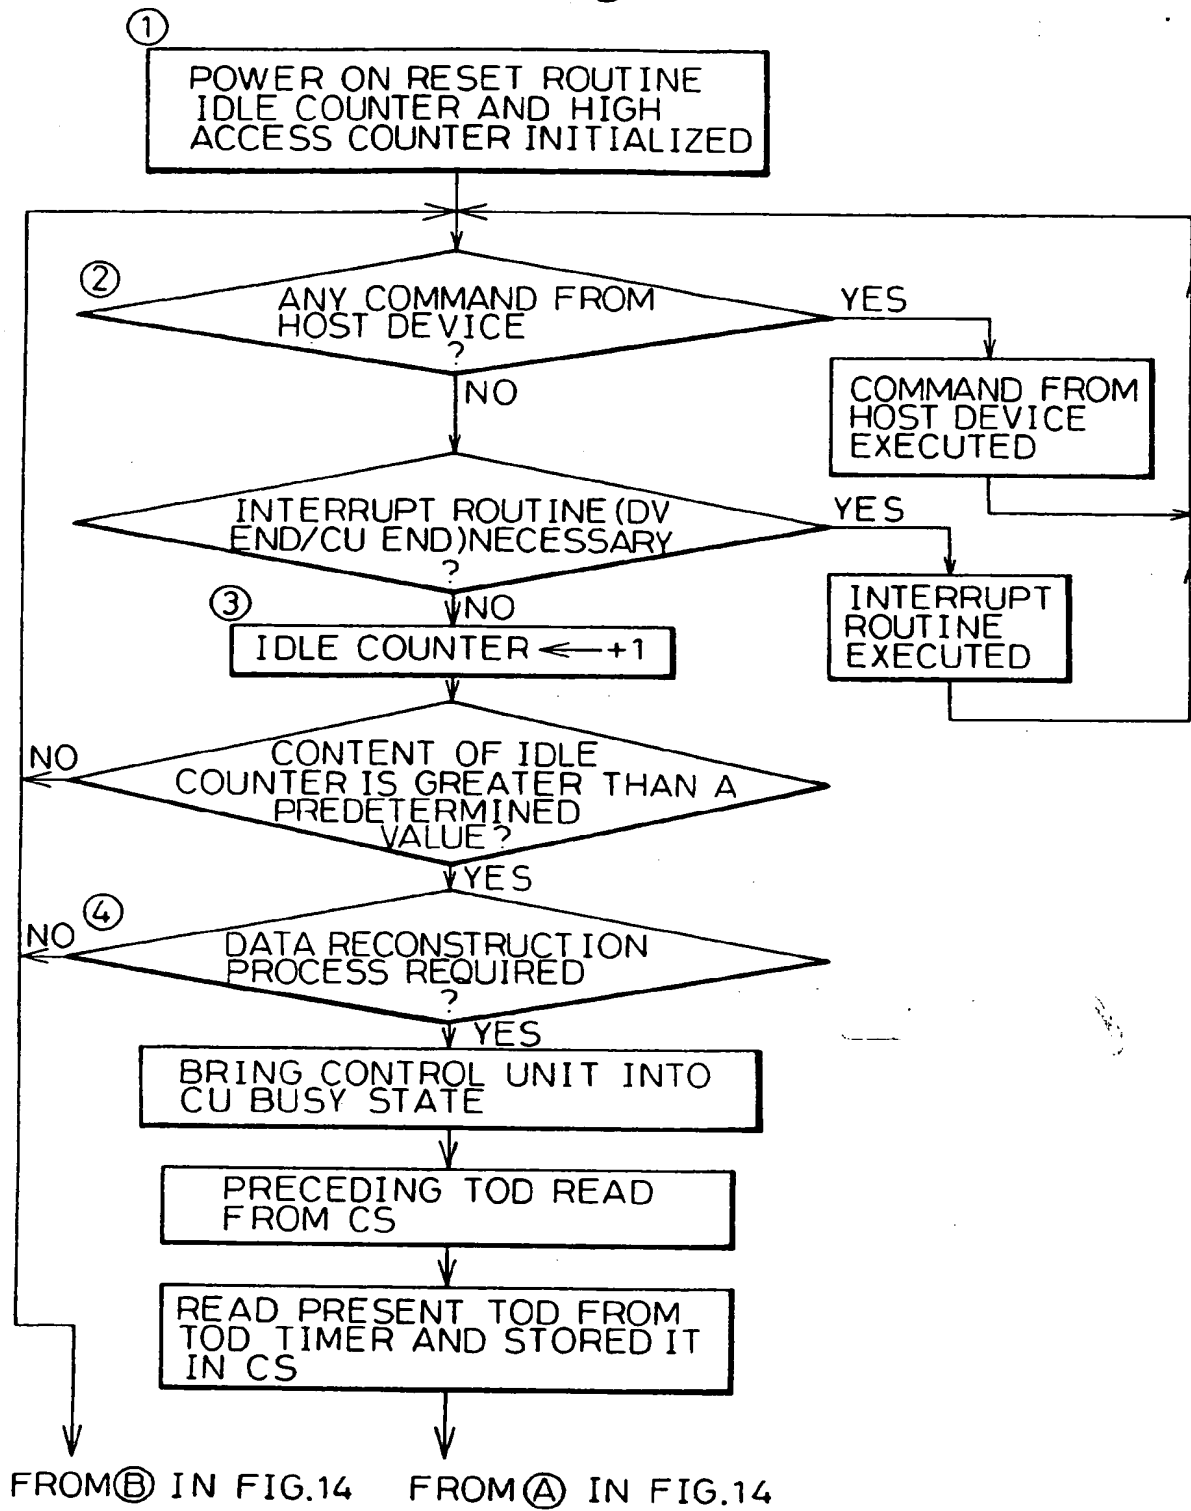 ①
POWER ON RESET ROUTINE
IDLE COUNTER AND HIGH
ACCESS COUNTER INITIALIZED
②
ANY COMMAND FROM
HOST DEVICE
?
YES
NO
COMMAND FROM
HOST DEVICE
EXECUTED
INTERRUPT ROUTINE (DV
END/CU END) NECESSARY
?
YES
NO
INTERRUPT
ROUTINE
EXECUTED
③
IDLE COUNTER ← +1
CONTENT OF IDLE
COUNTER IS GREATER THAN A
PREDETERMINED
VALUE?
NO
YES
④
DATA RECONSTRUCTION
PROCESS REQUIRED
?
NO
YES
BRING CONTROL UNIT INTO
CU BUSY STATE
PRECEDING TOD READ
FROM CS
READ PRESENT TOD FROM
TOD TIMER AND STORED IT
IN CS
FROM Ⓑ IN FIG.14
FROM Ⓐ IN FIG.14